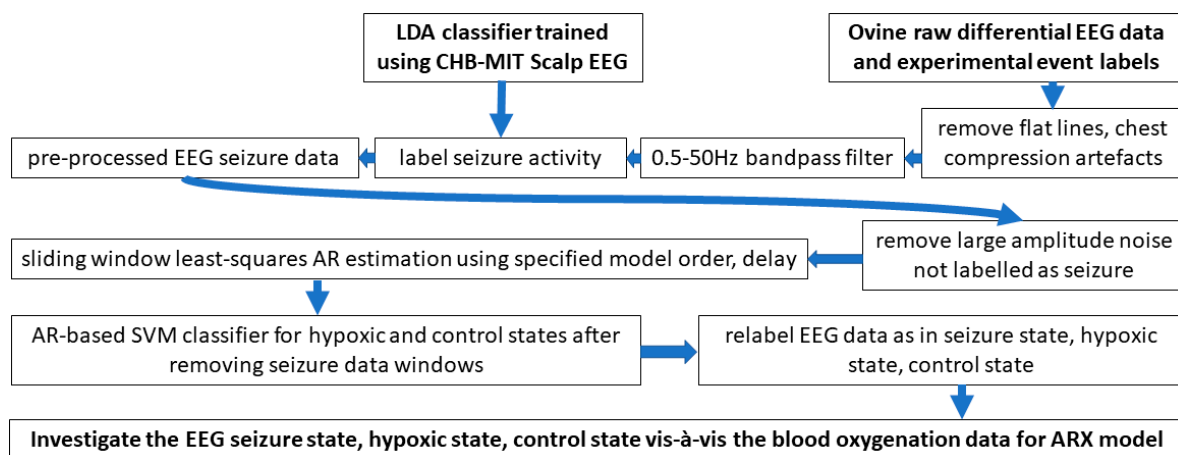 LDA classifier trained
using CHB-MIT Scalp EEG
Ovine raw differential EEG data
and experimental event labels
remove flat lines, chest
compression artefacts
0.5-50Hz bandpass filter
label seizure activity
pre-processed EEG seizure data
remove large amplitude noise
not labelled as seizure
sliding window least-squares AR estimation using specified model order, delay
AR-based SVM classifier for hypoxic and control states after
removing seizure data windows
relabel EEG data as in seizure state, hypoxic
state, control state
Investigate the EEG seizure state, hypoxic state, control state vis-à-vis the blood oxygenation data for ARX model